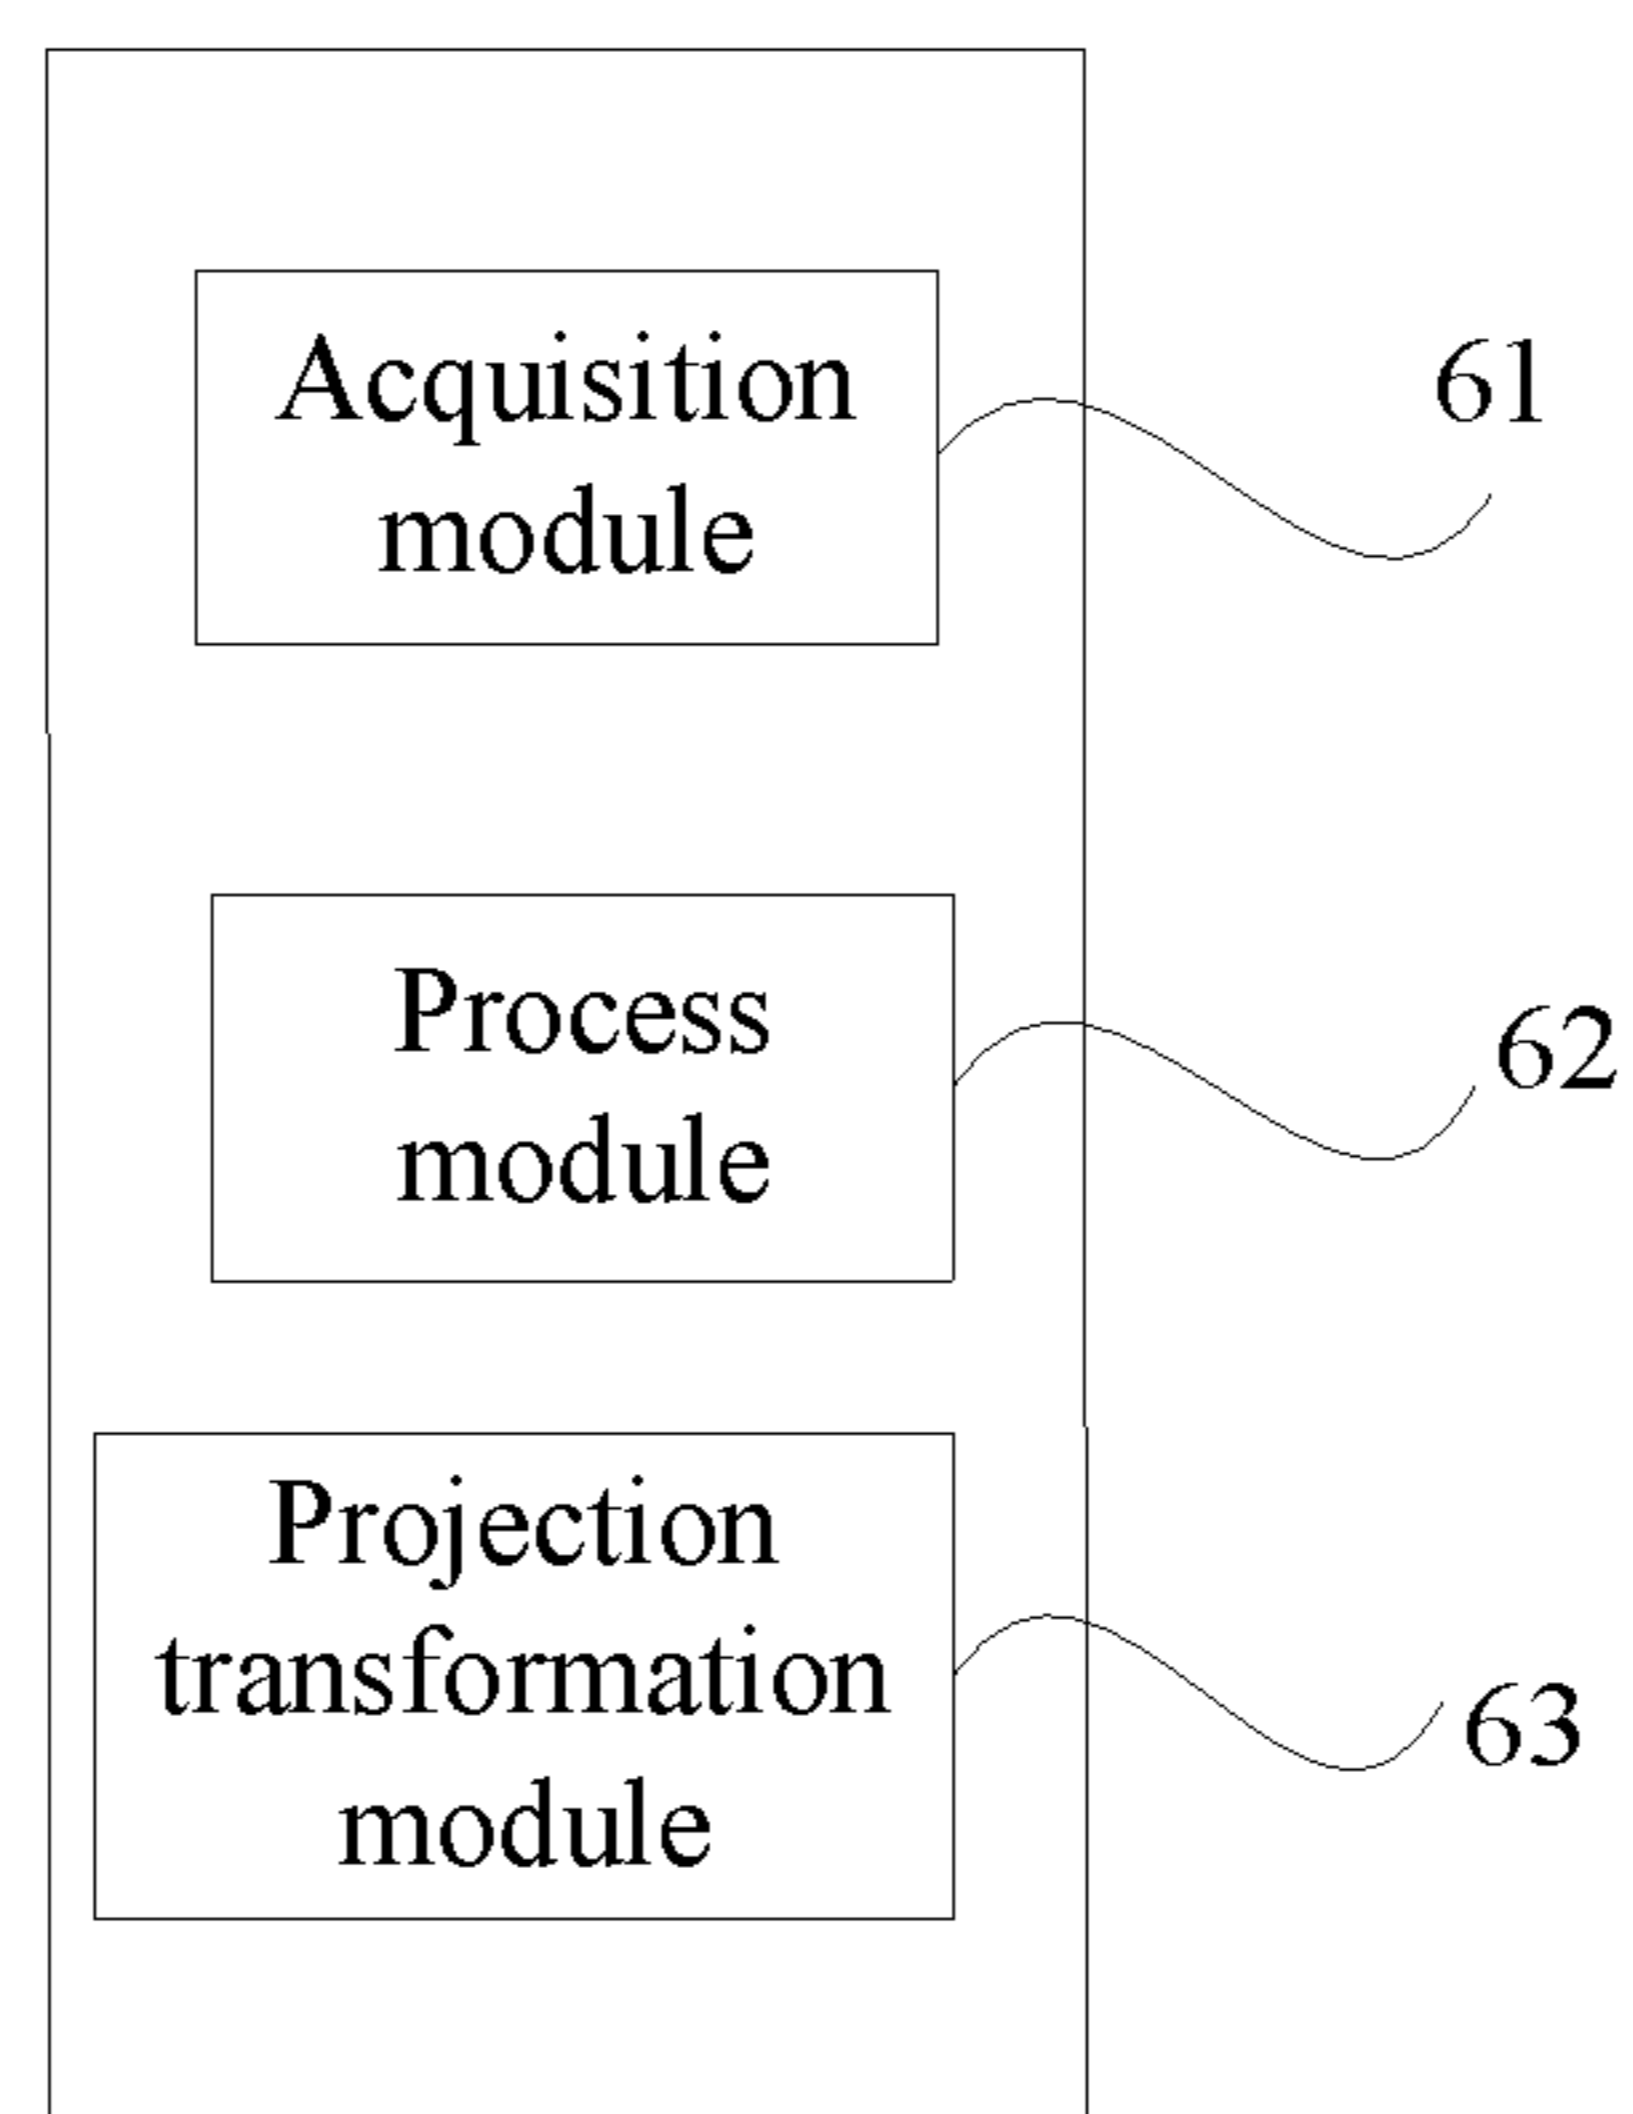 Acquisition
module
61
Process
module
62
Projection
transformation
module
63